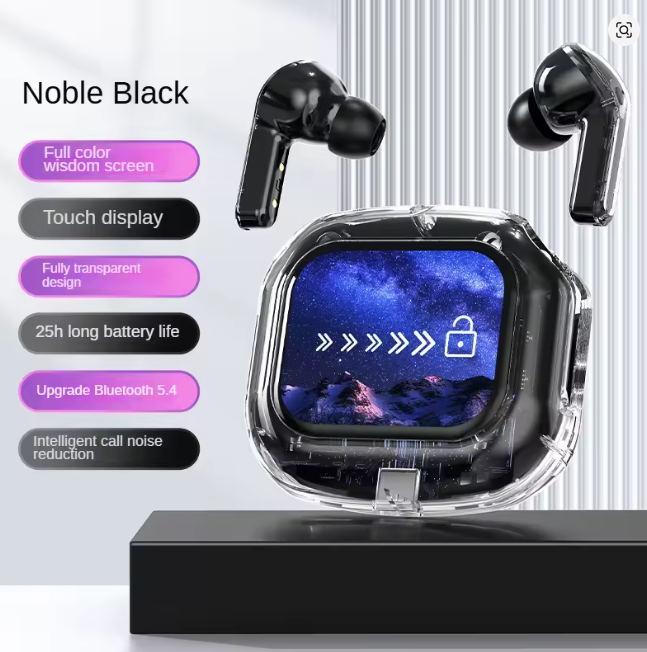 Noble Black
Full color
wisdom screen
Touch display
Fully transparent
design
25h long battery life
Upgrade Bluetooth 5.4
Intelligent call noise
reduction